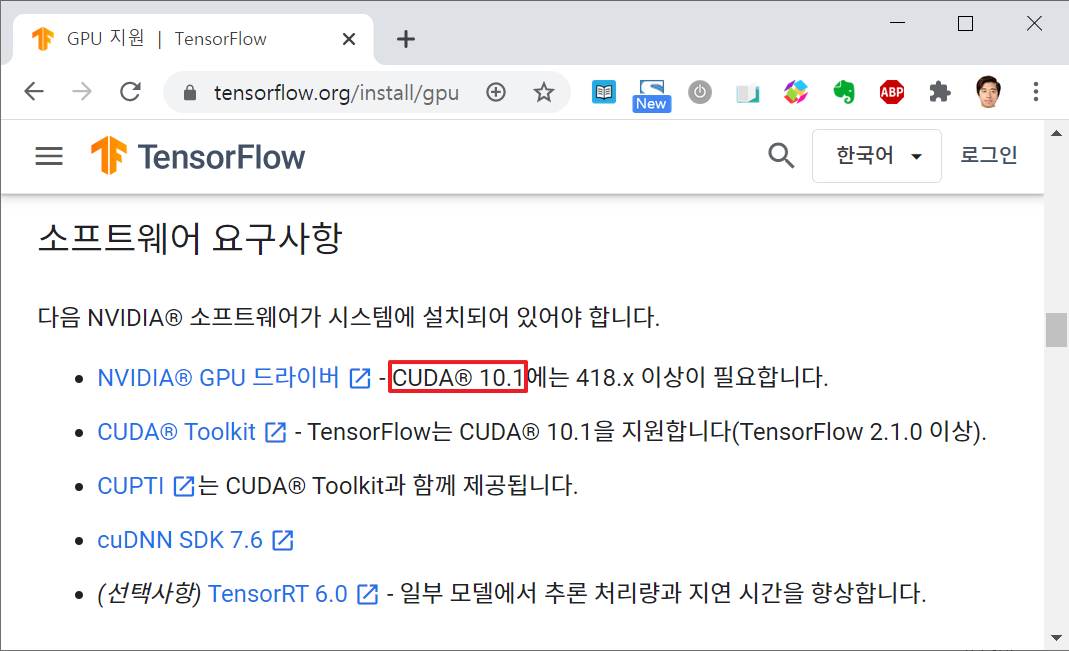 GPU 지원 | TensorFlow
tensorflow.org/install/gpu
New
ABP
TensorFlow
한국어
로그인
소프트웨어 요구사항
다음 NVIDIA® 소프트웨어가 시스템에 설치되어 있어야 합니다.
NVIDIA® GPU 드라이버 - CUDA® 10.1에는 418.x 이상이 필요합니다.
CUDA® Toolkit - TensorFlow는 CUDA® 10.1을 지원합니다(TensorFlow 2.1.0 이상).
CUPTI는 CUDA® Toolkit과 함께 제공됩니다.
cuDNN SDK 7.6
(선택사항) TensorRT 6.0 - 일부 모델에서 추론 처리량과 지연 시간을 향상합니다.